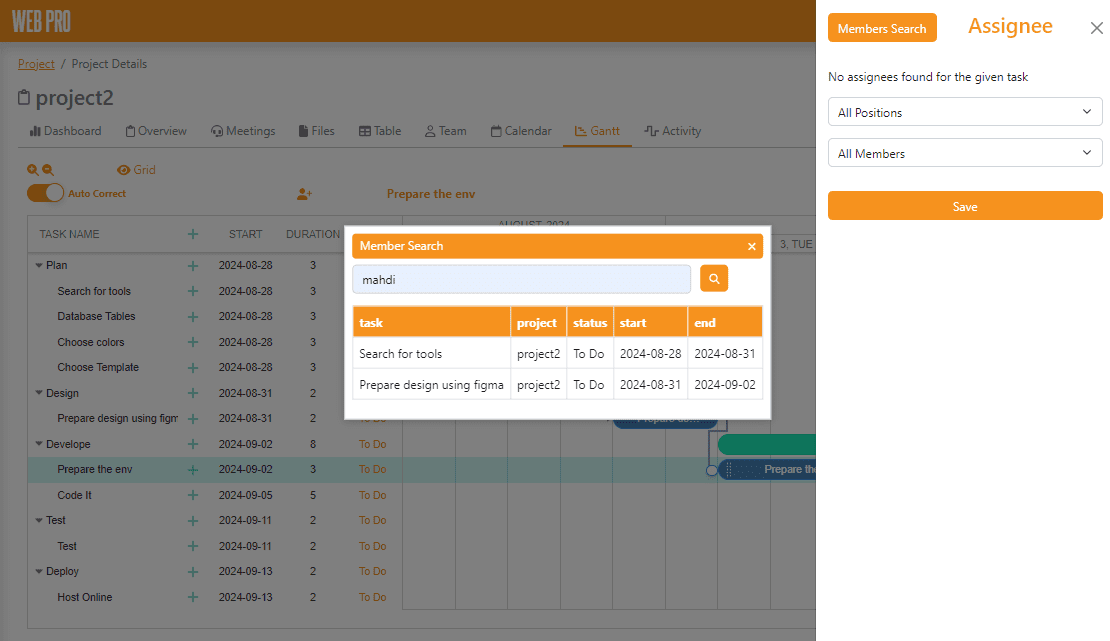 WEB PRO
Members Search
Assignee
Project / Project Details
project2
Dashboard Overview Meetings Files Table Team Calendar Gantt Activity
Grid
Auto Correct
Prepare the env
No assignees found for the given task
All Positions
All Members
Save
AUGUST, 2024
TASK NAME START DURATION
3, TUE
Member Search
mahdi
task project status start end
Search for tools project2 To Do 2024-08-28 2024-08-31
Prepare design using figma project2 To Do 2024-08-31 2024-09-02
Plan 2024-08-28 3
Search for tools 2024-08-28 3
Database Tables 2024-08-28 3
Choose colors 2024-08-28 3
Choose Template 2024-08-28 3
Design 2024-08-31 2
Prepare design using figm 2024-08-31 2 To Do
Prepare de...
Develope 2024-09-02 8 To Do
Prepare the env 2024-09-02 3 To Do
Prepare the
Code It 2024-09-05 5 To Do
Test 2024-09-11 2 To Do
Test 2024-09-11 2 To Do
Deploy 2024-09-13 2 To Do
Host Online 2024-09-13 2 To Do